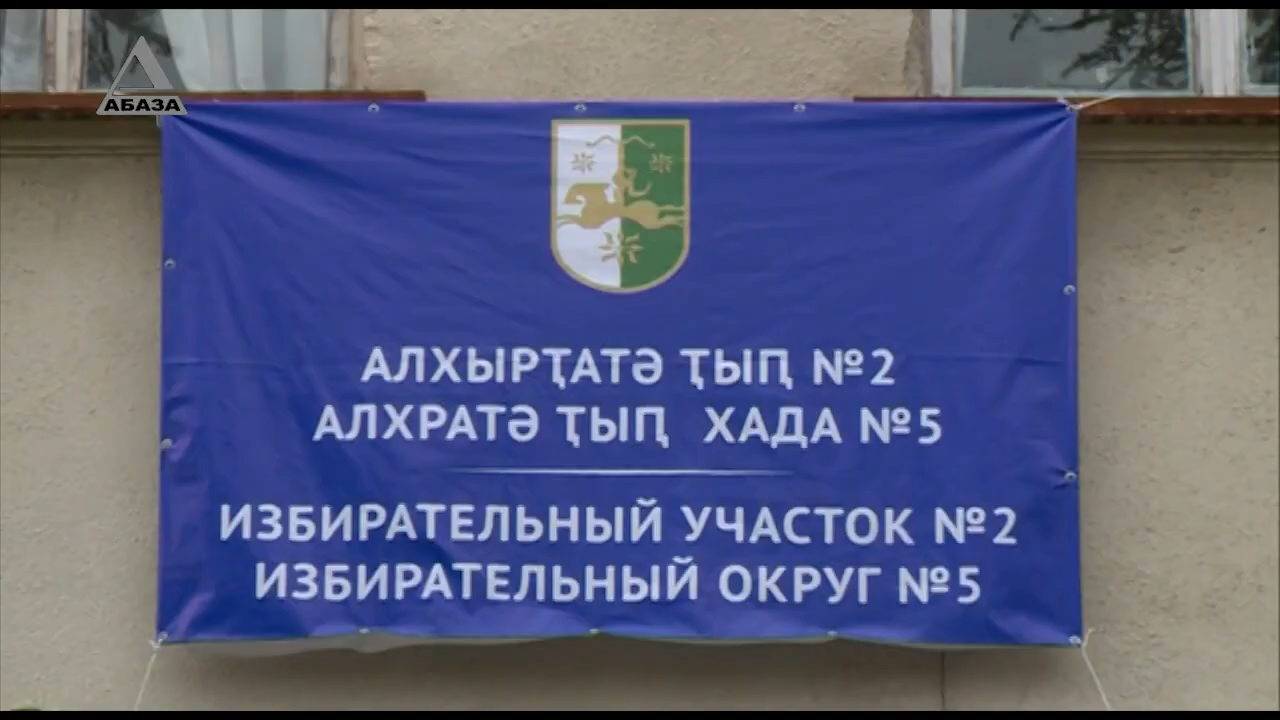 АБАЗА
АЛХЫРҬАТӘ ҬЫԤ №2
АЛХРАТӘ ҬЫԤ ХАДА №5
ИЗБИРАТЕЛЬНЫЙ УЧАСТОК №2
ИЗБИРАТЕЛЬНЫЙ ОКРУГ №5